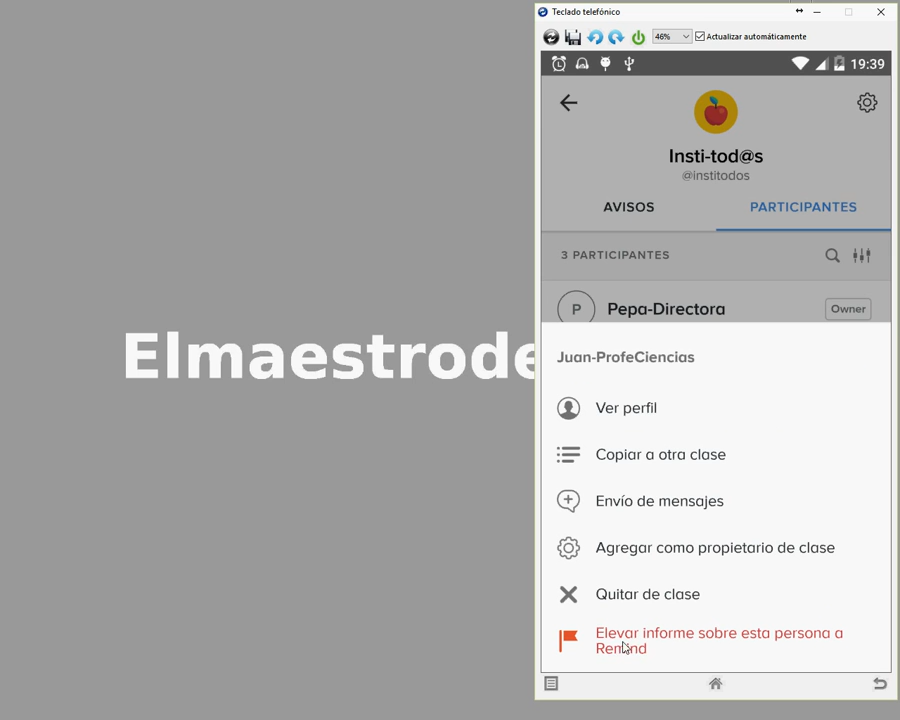 Teclado telefónico
46%
Actualizar automáticamente
19:39
Insti-tod@s
@institodos
AVISOS
PARTICIPANTES
3 PARTICIPANTES
P
Pepa-Directora
Owner
Elmaestrode
Juan-ProfeCiencias
Ver perfil
Copiar a otra clase
Envío de mensajes
Agregar como propietario de clase
Quitar de clase
Elevar informe sobre esta persona a
Remind